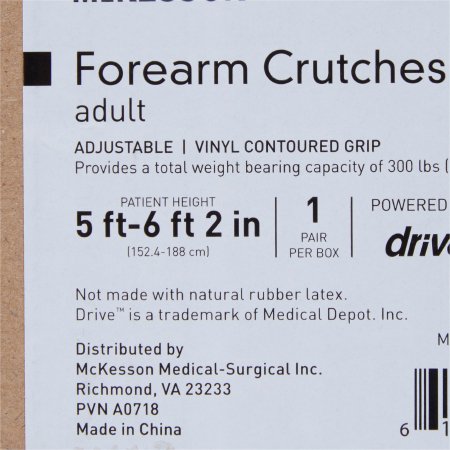 McKESSON
Forearm Crutches
adult
ADJUSTABLE | VINYL CONTOURED GRIP
Provides a total weight bearing capacity of 300 lbs (
PATIENT HEIGHT
5 ft-6 ft 2 in
(152.4-188 cm)
1
PAIR
PER BOX
POWERED
drive
Not made with natural rubber latex.
Drive™ is a trademark of Medical Depot. Inc.
Distributed by
McKesson Medical-Surgical Inc.
Richmond, VA 23233
PVN A0718
Made in China
M
6 1